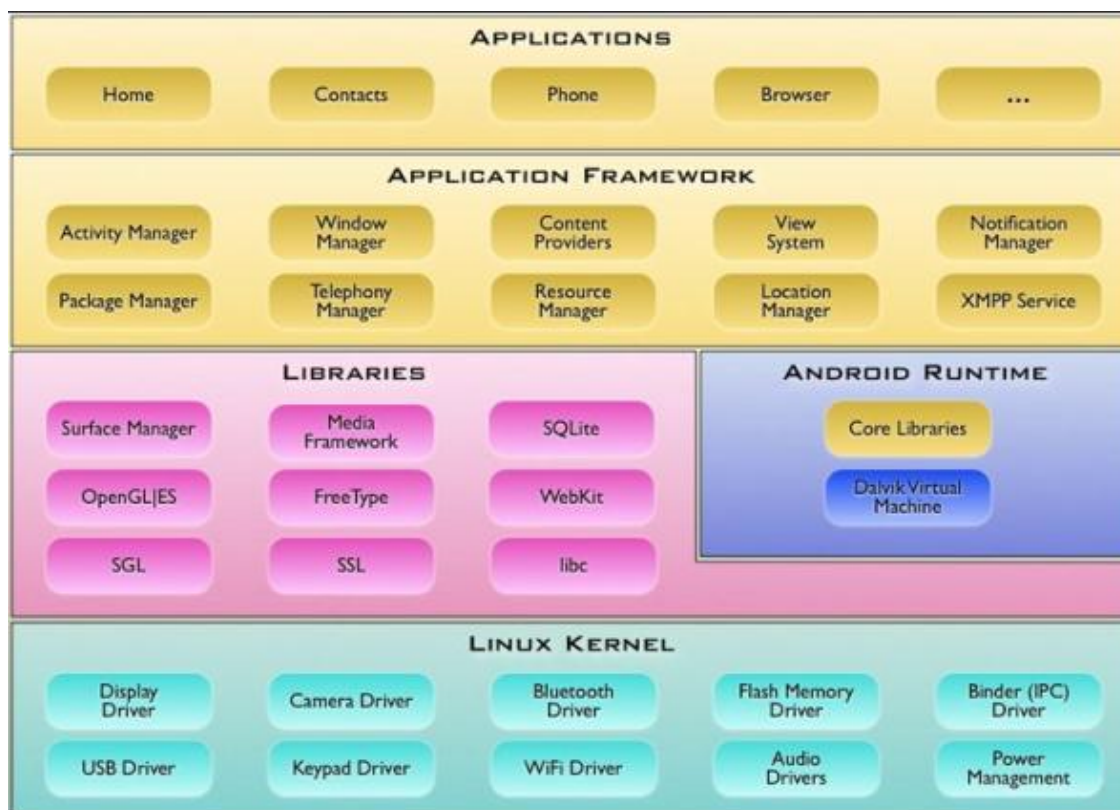 APPLICATIONS
Home
Contacts
Phone
Browser
...
APPLICATION FRAMEWORK
Activity Manager
Window
Manager
Content
Providers
View
System
Notification
Manager
Package Manager
Telephony
Manager
Resource
Manager
Location
Manager
XMPP Service
LIBRARIES
Surface Manager
Media
Framework
SQLite
OpenGL|ES
FreeType
WebKit
SGL
SSL
libc
ANDROID RUNTIME
Core Libraries
Dalvik Virtual
Machine
LINUX KERNEL
Display
Driver
Camera Driver
Bluetooth
Driver
Flash Memory
Driver
Binder (IPC)
Driver
USB Driver
Keypad Driver
WiFi Driver
Audio
Drivers
Power
Management